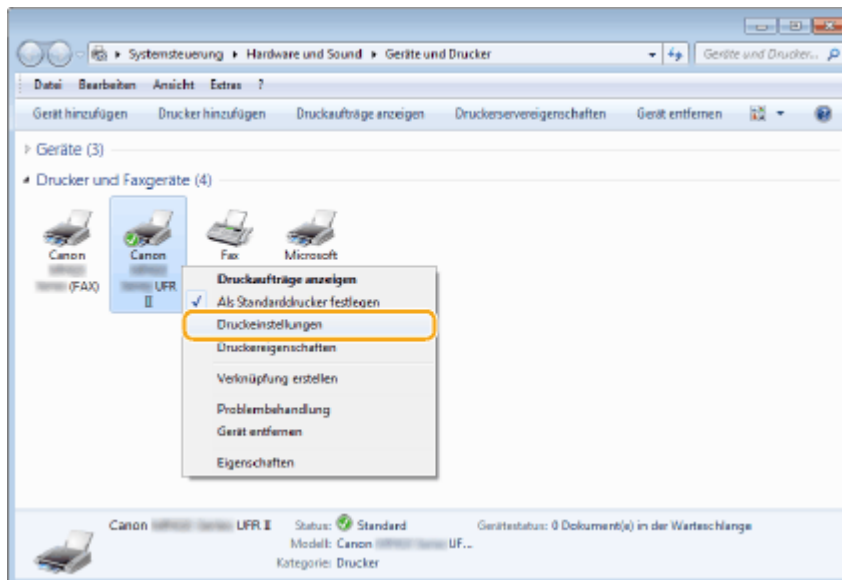 Systemsteuerung ▸ Hardware und Sound ▸ Geräte und Drucker
Geräte und Drucker...
Datei Bearbeiten Ansicht Extras ?
Gerät hinzufügen Drucker hinzufügen Druckaufträge anzeigen Druckerservereigenschaften Gerät entfernen
Geräte (3)
Drucker und Faxgeräte (4)
Canon
(FAX)
Canon
UFR
II
Fax
Microsoft
Druckaufträge anzeigen
Als Standarddrucker festlegen
Druckeinstellungen
Druckereigenschaften
Verknüpfung erstellen
Problembehandlung
Gerät entfernen
Eigenschaften
Canon UFR II Status: Standard Gerätestatus: 0 Dokument(e) in der Warteschlange
Modell: Canon UF...
Kategorie: Drucker